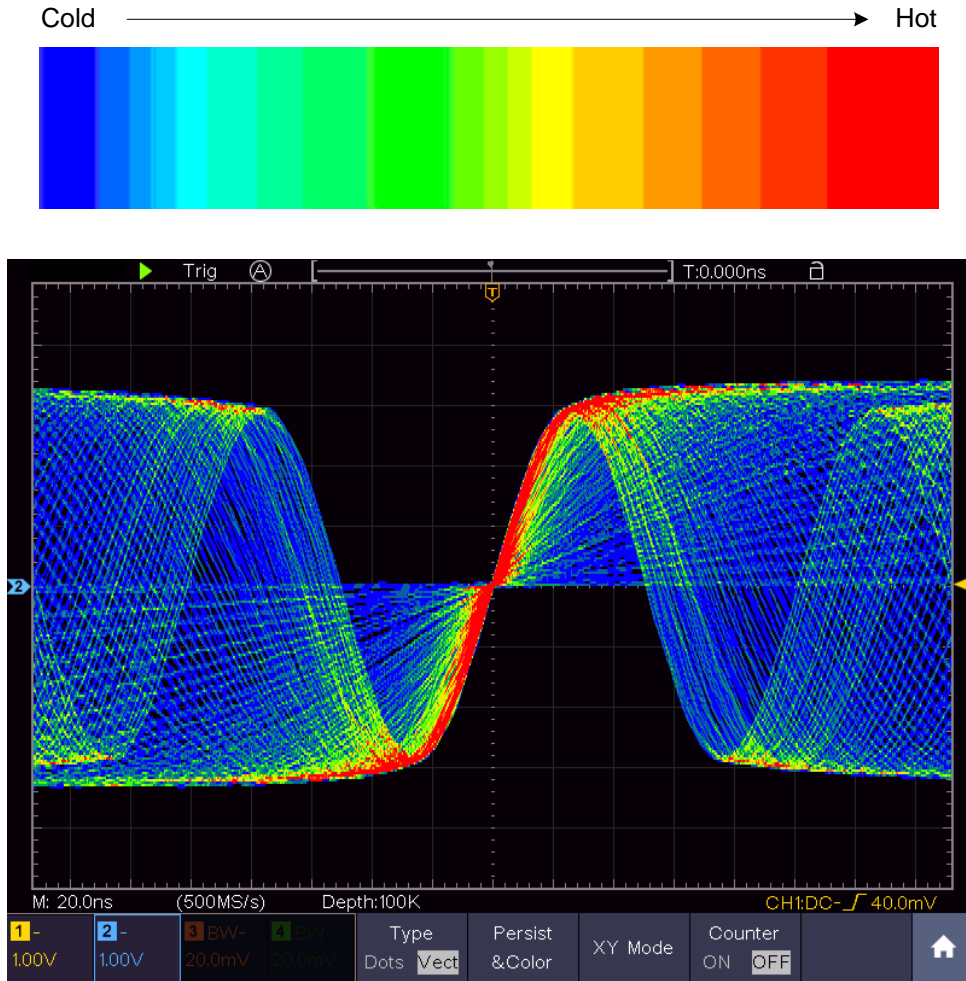 Cold Hot
Trig A T:0.000ns
T
2
M: 20.0ns (500MS/s) Depth:100K CH1:DC- 40.0mV
1 - 2 - 3 BW- 4 BW- Type Persist Counter
1.00V 1.00V 20.0mV 20.0mV Dots Vect &Color XY Mode ON OFF